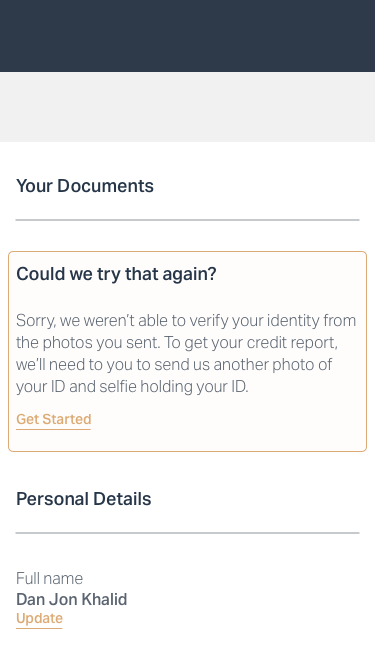 Your Documents
Could we try that again?
Sorry, we weren’t able to verify your identity from
the photos you sent. To get your credit report,
we’ll need to you to send us another photo of
your ID and selfie holding your ID.
Get Started
Personal Details
Full name
Dan Jon Khalid
Update